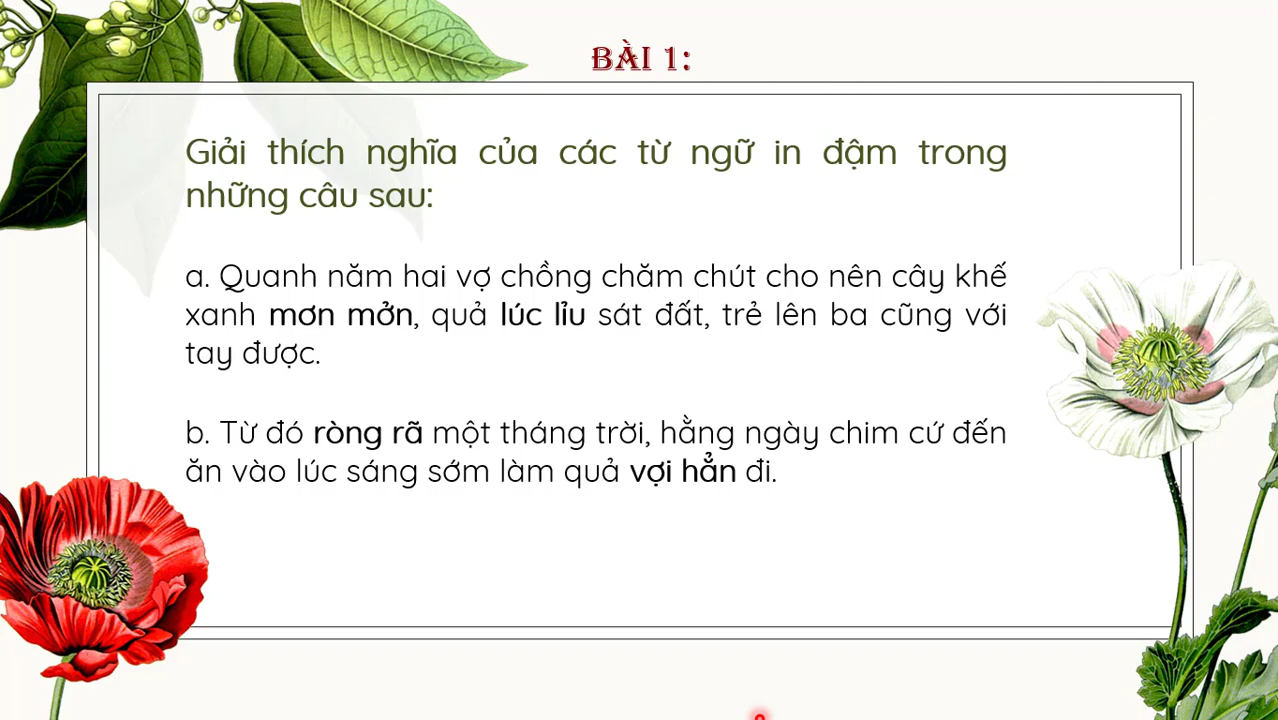 BÀI 1:
Giải thích nghĩa của các từ ngữ in đậm trong
những câu sau:
a. Quanh năm hai vợ chồng chăm chút cho nên cây khế
xanh mơn mởn, quả lúc lỉu sát đất, trẻ lên ba cũng với
tay được.
b. Từ đó ròng rã một tháng trời, hằng ngày chim cứ đến
ăn vào lúc sáng sớm làm quả vợi hẳn đi.